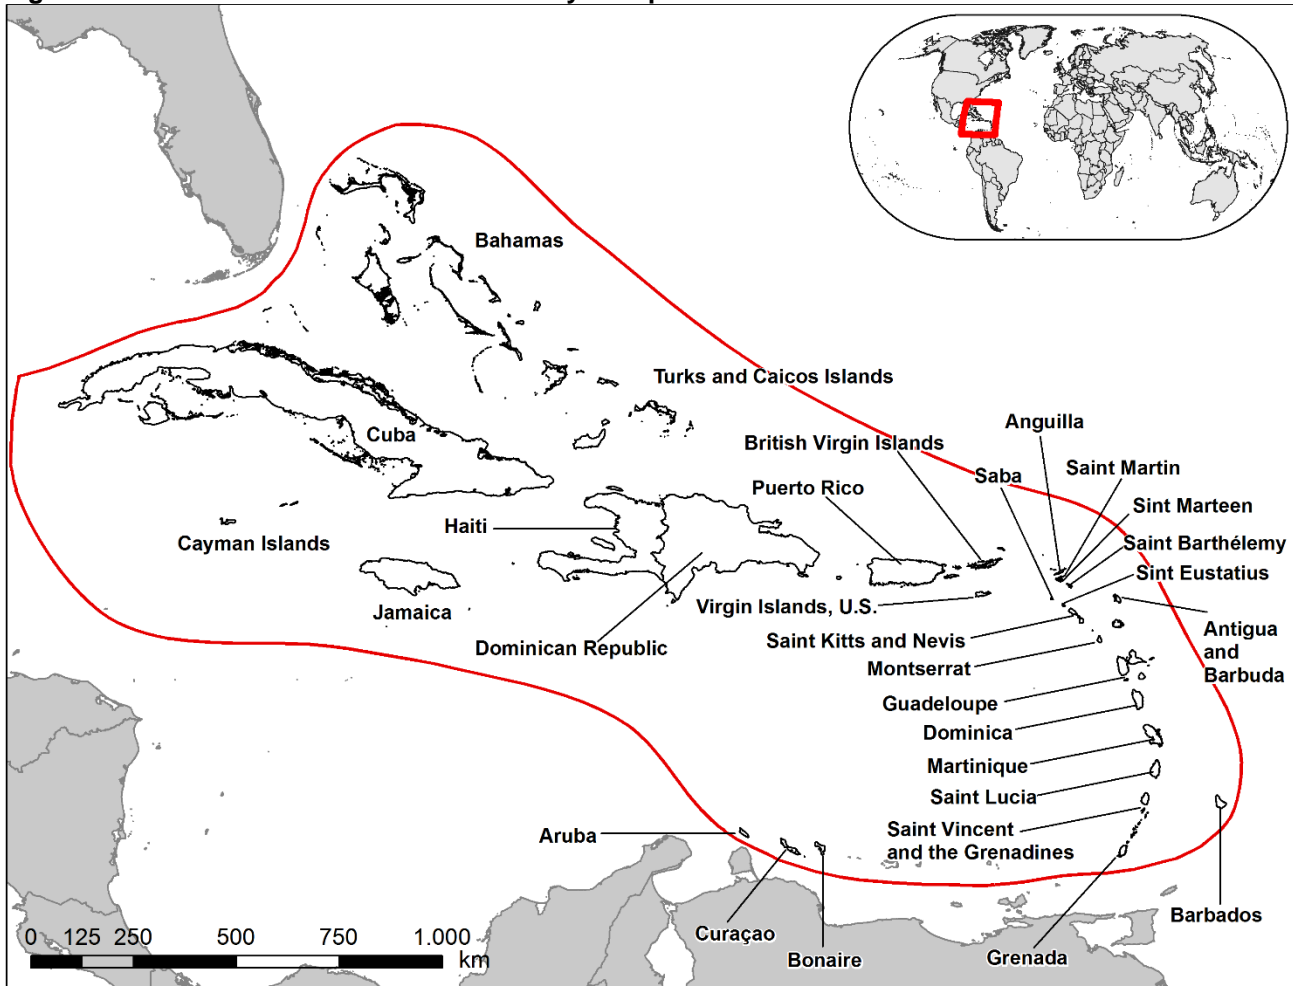 Bahamas
Turks and Caicos Islands
Anguilla
British Virgin Islands
Saint Martin
Cuba
Saba
Puerto Rico
Sint Marteen
Haiti
Cayman Islands
Saint Barthélemy
Sint Eustatius
Jamaica
Virgin Islands, U.S.
Dominican Republic
Saint Kitts and Nevis
Antigua
and
Barbuda
Montserrat
Guadeloupe
Dominica
Martinique
Saint Lucia
Aruba
Saint Vincent
and the Grenadines
Barbados
Curaçao
Bonaire
Grenada
0 125 250 500 750 1.000
km